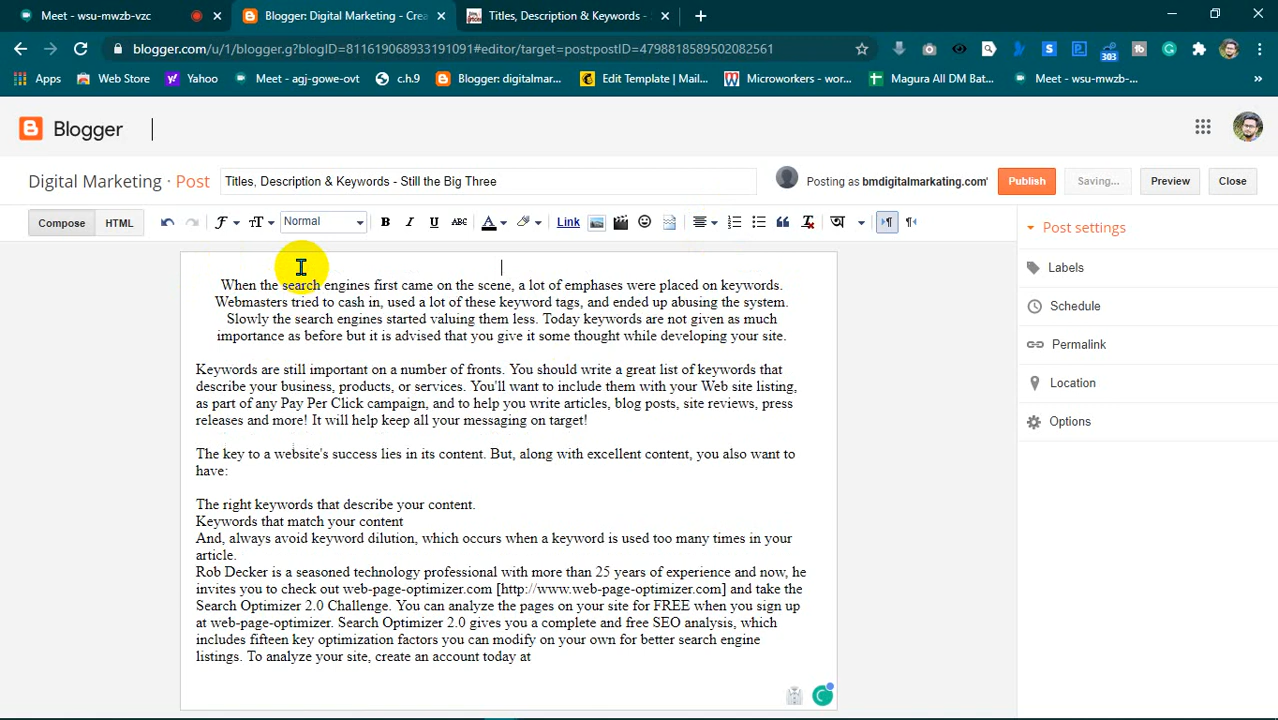 Meet - wsu-mwzb-vzc
Blogger: Digital Marketing - Crea
Titles, Description & Keywords - S
blogger.com/u/1/blogger.g?blogID=811619068933191091#editor/target=post;postID=4798818589502082561
303
Apps
Web Store
Yahoo
Meet - agj-gowe-ovt
c.h.9
Blogger: digitalmar...
Edit Template | Mail...
Microworkers - wor...
Magura All DM Bat...
Meet - wsu-mwzb-...
Blogger
Digital Marketing · Post
Titles, Description & Keywords - Still the Big Three
Posting as bmdigitalmarkating.com'
Publish
Saving...
Preview
Close
Compose
HTML
Normal
B
I
U
ABC
A
Link
Post settings
Labels
Schedule
Permalink
Location
Options
When the search engines first came on the scene, a lot of emphases were placed on keywords.
Webmasters tried to cash in, used a lot of these keyword tags, and ended up abusing the system.
Slowly the search engines started valuing them less. Today keywords are not given as much
importance as before but it is advised that you give it some thought while developing your site.
Keywords are still important on a number of fronts. You should write a great list of keywords that
describe your business, products, or services. You'll want to include them with your Web site listing,
as part of any Pay Per Click campaign, and to help you write articles, blog posts, site reviews, press
releases and more! It will help keep all your messaging on target!
The key to a website's success lies in its content. But, along with excellent content, you also want to
have:
The right keywords that describe your content.
Keywords that match your content
And, always avoid keyword dilution, which occurs when a keyword is used too many times in your
article.
Rob Decker is a seasoned technology professional with more than 25 years of experience and now, he
invites you to check out web-page-optimizer.com [http://www.web-page-optimizer.com] and take the
Search Optimizer 2.0 Challenge. You can analyze the pages on your site for FREE when you sign up
at web-page-optimizer. Search Optimizer 2.0 gives you a complete and free SEO analysis, which
includes fifteen key optimization factors you can modify on your own for better search engine
listings. To analyze your site, create an account today at